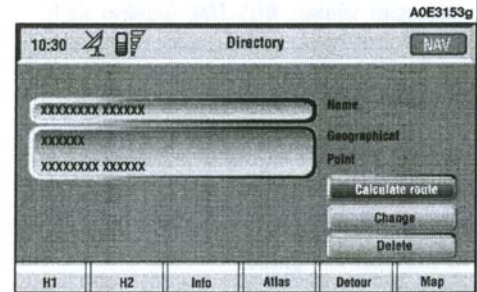 A0E3153g
10:30 Directory NAV
XXXXXXXX XXXXXX Name
XXXXXX Geographical
XXXXXXXX XXXXXX Point
Calculate route
Change
Delete
H1 H2 Info Atlas Detour Map